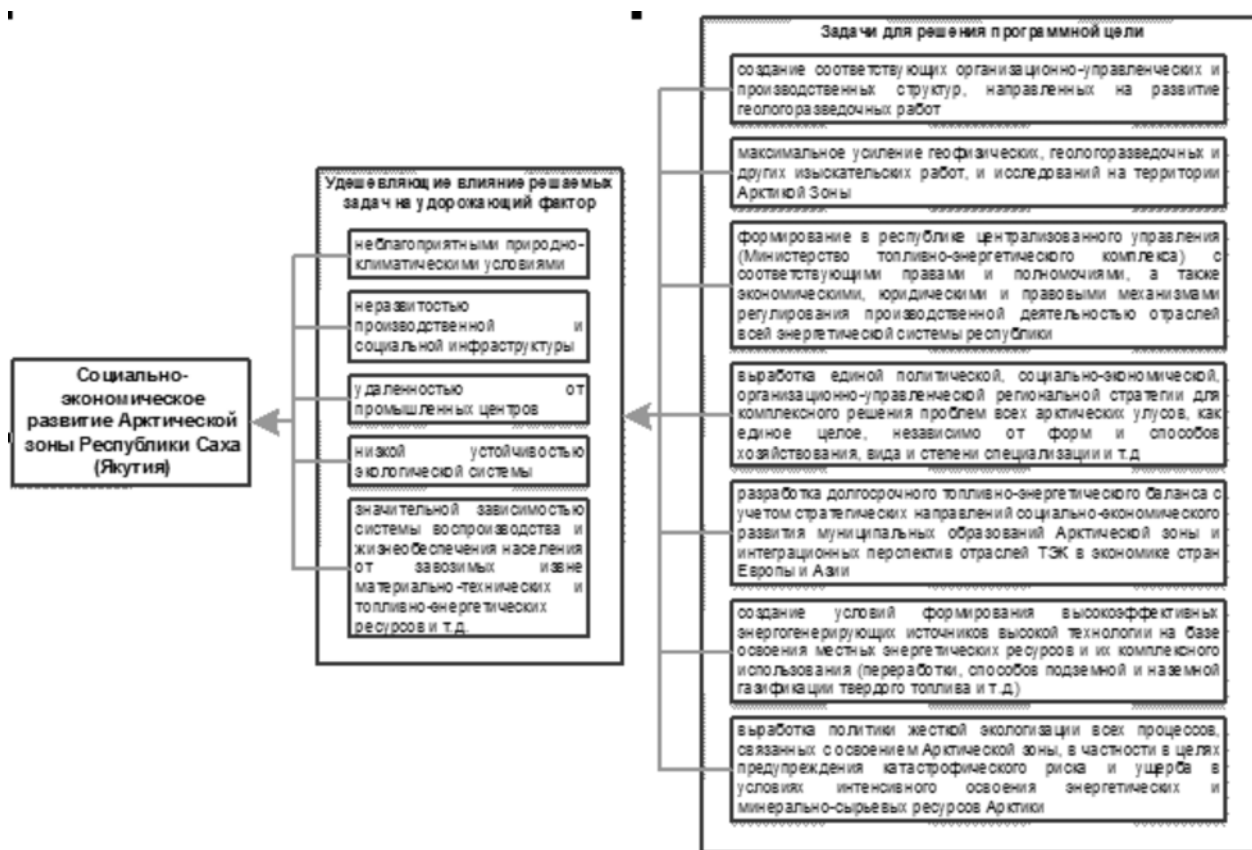 Социально-
экономическое
развитие Арктической
зоны Республики Саха
(Якутия)
Удешевляющие влияние решаемых
задач на удорожающий фактор
неблагоприятными природно-
климатическими условиями
неразвитостью
производственной и
социальной инфраструктуры
удаленностью от
промышленных центров
низкой устойчивостью
экологической системы
значительной зависимостью
системы воспроизводства и
жизнеобеспечения населения
от завозимых извне
материально-технических и
топливно-энергетических
ресурсов и т.д.
Задачи для решения программной цели
создание соответствующих организационно-управленческих и
производственных структур, направленных на развитие
геологоразведочных работ
максимальное усиление геофизических, геологоразведочных и
других изыскательских работ, и исследований на территории
Арктикой Зоны
формирование в республике централизованного управления
(Министерство топливно-энергетического комплекса) с
соответствующими правами и полномочиями, а также
экономическими, юридическими и правовыми механизмами
регулирования производственной деятельностью отраслей
всей энергетической системы республики
выработка единой политической, социально-экономической,
организационно-управленческой региональной стратегии для
комплексного решения проблем всех арктических улусов, как
единое целое, независимо от форм и способов
хозяйствования, вида и степени специализации и т.д
разработка долгосрочного топливно-энергетического баланса с
учетом стратегических направлений социально-экономического
развития муниципальных образований Арктической зоны и
интеграционных перспектив отраслей ТЭК в экономике стран
Европы и Азии
создание условий формирования высокоэффективных
энергогенерирующих источников высокой технологии на базе
освоения местных энергетических ресурсов и их комплексного
использования (переработки, способов подземной и наземной
газификации твердого топлива и т.д.)
выработка политики жесткой экологизации всех процессов,
связанных с освоением Арктической зоны, в частности в целях
предупреждения катастрофического риска и ущерба в
условиях интенсивного освоения энергетических и
минерально-сырьевых ресурсов Арктики